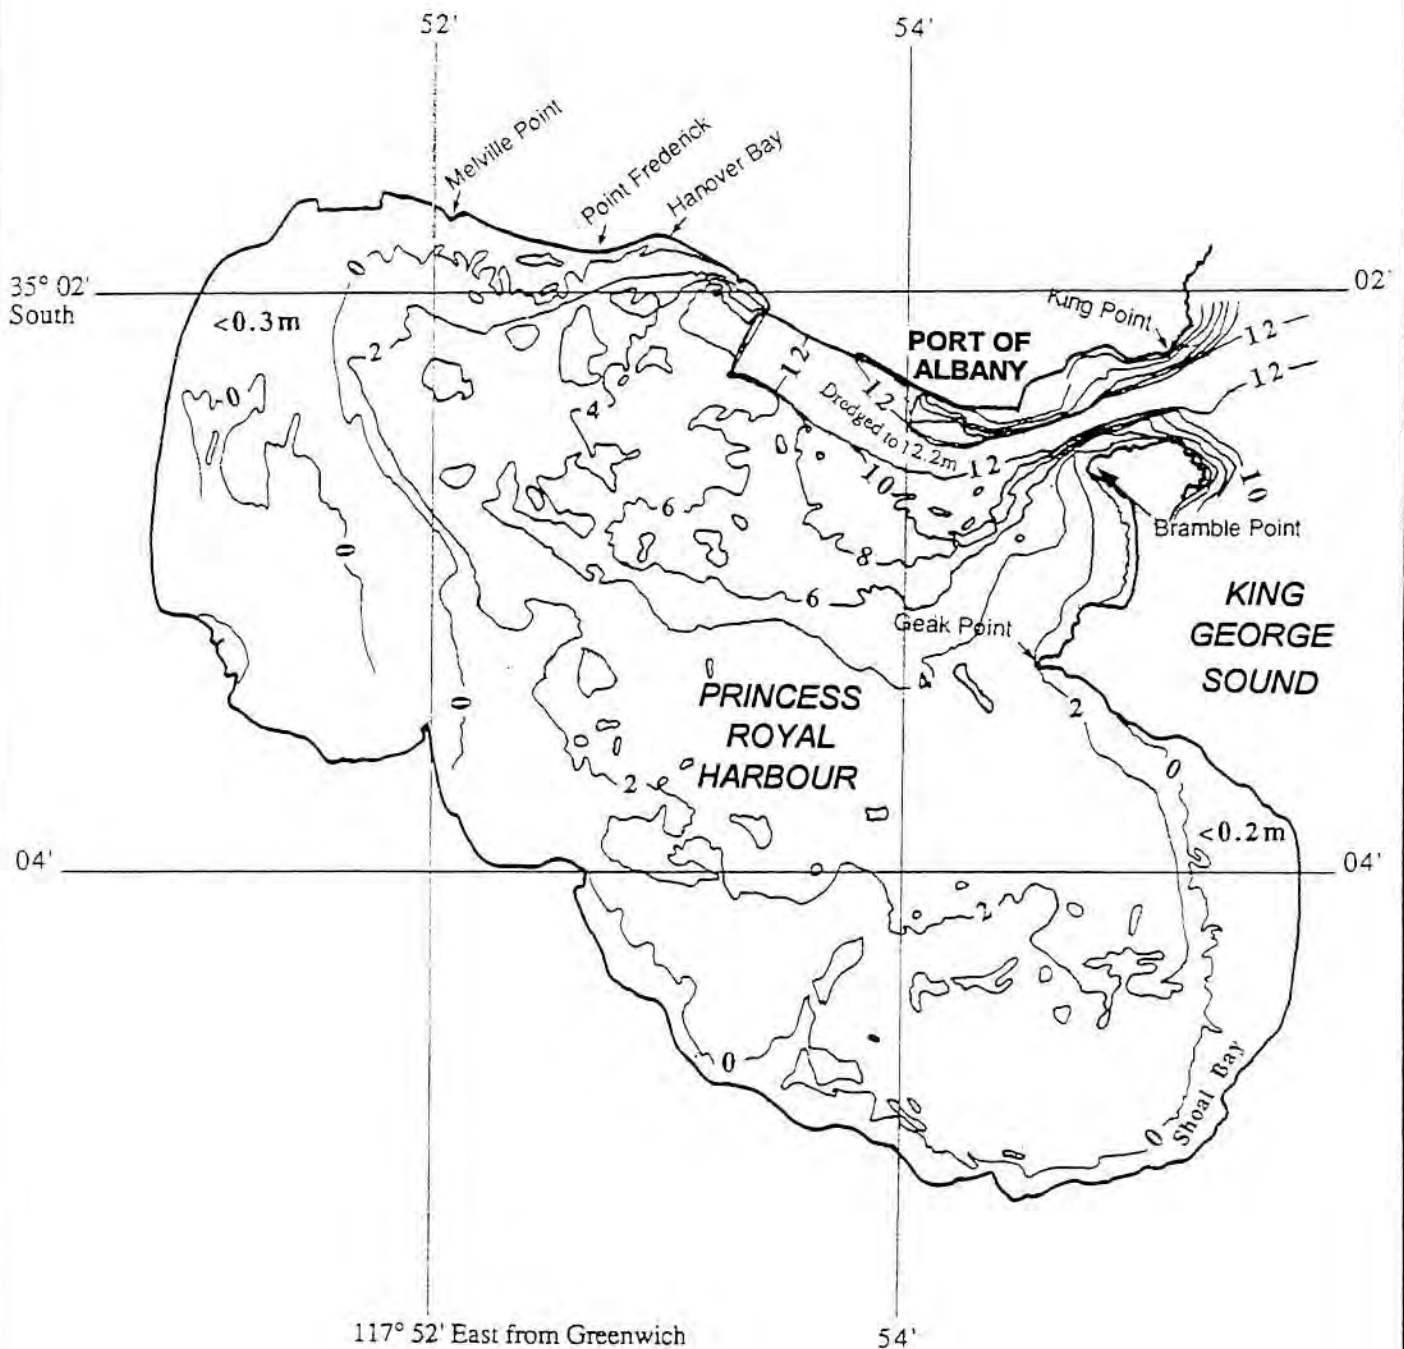 52'
54'
Melville Point
Point Frederick
Hanover Bay
35° 02'
South
02'
<0.3m
0
King Point
PORT OF
ALBANY
12
12
2
12
12
0
4
Dredged to 12.2m
12
10
10
6
Bramble Point
0
8
6
KING
GEORGE
SOUND
Geak Point
4
0
PRINCESS
ROYAL
HARBOUR
2
2
0
<0.2m
04'
04'
2
0
0
Shoal Bay
117° 52' East from Greenwich
54'